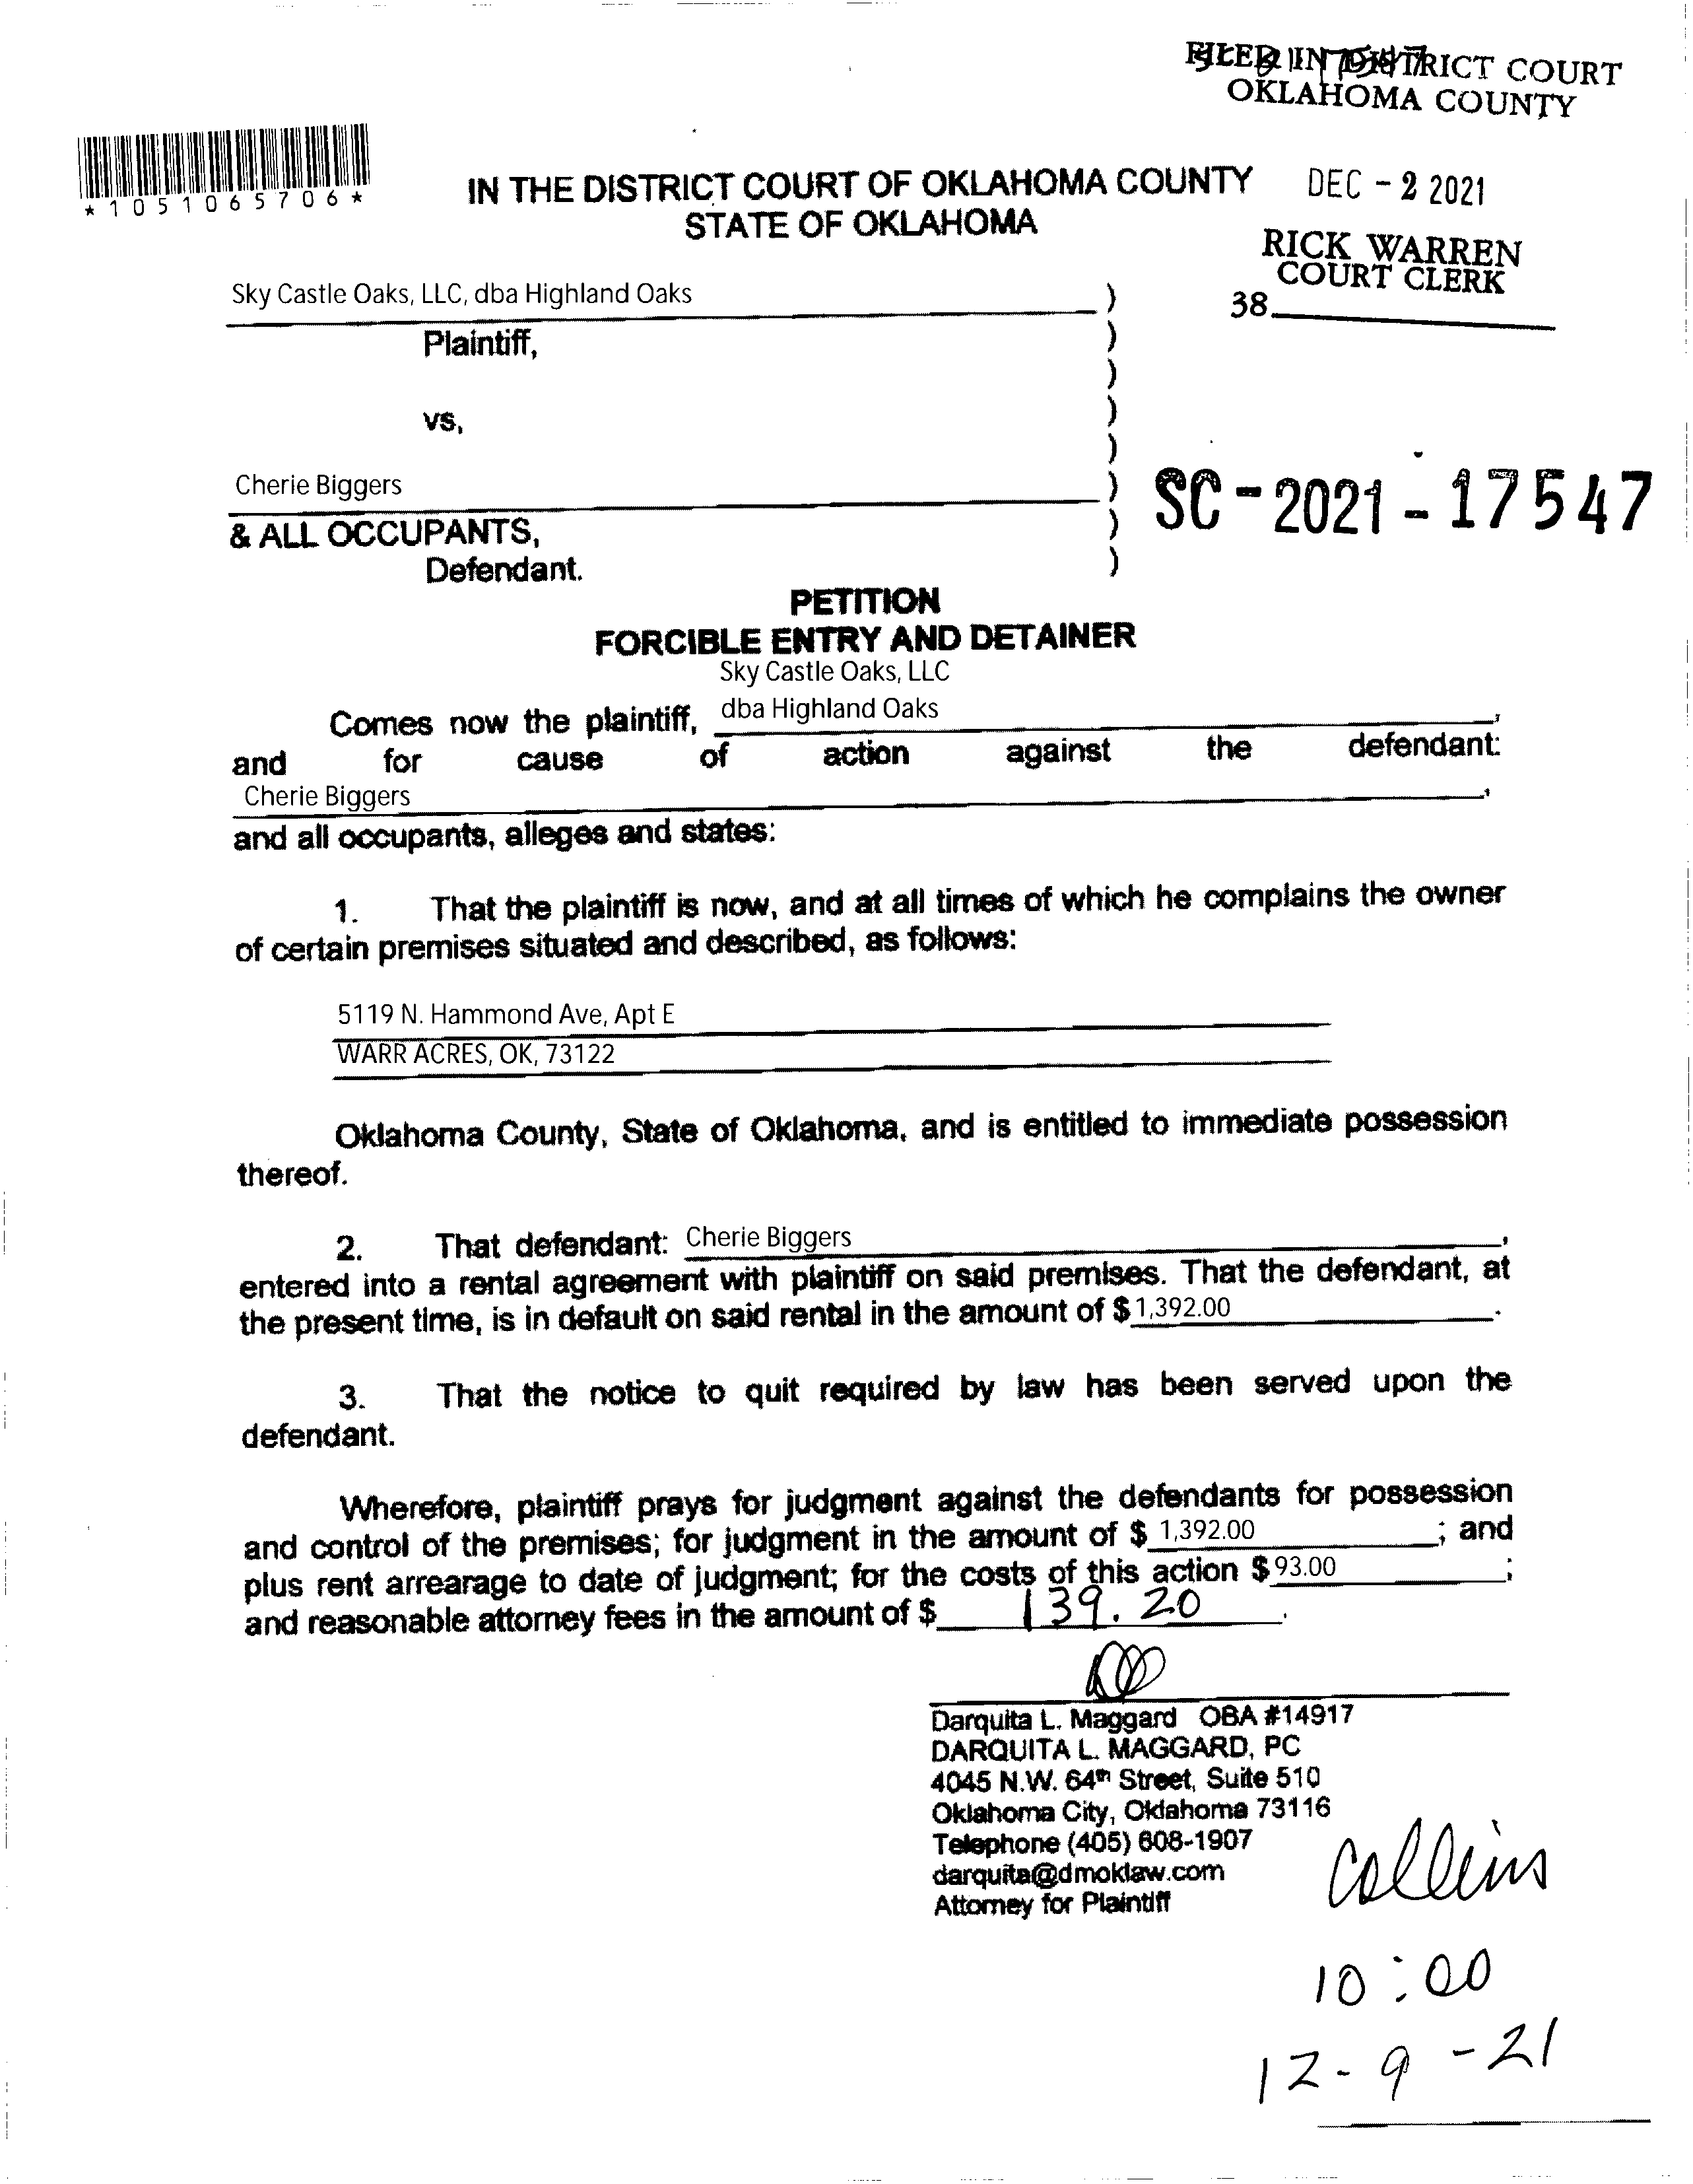 FILED IN DISTRICT COURT
OKLAHOMA COUNTY
*1051065706*
IN THE DISTRICT COURT OF OKLAHOMA COUNTY
STATE OF OKLAHOMA
DEC - 2 2021
RICK WARREN
COURT CLERK
38
Sky Castle Oaks, LLC, dba Highland Oaks )
Plaintiff, )
)
vs, )
)
Cherie Biggers )
& ALL OCCUPANTS, )
Defendant. )
SC-2021-17547
PETITION
FORCIBLE ENTRY AND DETAINER
Sky Castle Oaks, LLC
Comes now the plaintiff, dba Highland Oaks,
and for cause of action against the defendant:
Cherie Biggers,
and all occupants, alleges and states:
1. That the plaintiff is now, and at all times of which he complains the owner
of certain premises situated and described, as follows:
5119 N. Hammond Ave, Apt E
WARR ACRES, OK, 73122
Oklahoma County, State of Oklahoma, and is entitled to immediate possession
thereof.
2. That defendant: Cherie Biggers,
entered into a rental agreement with plaintiff on said premises. That the defendant, at
the present time, is in default on said rental in the amount of $1,392.00.
3. That the notice to quit required by law has been served upon the
defendant.
Wherefore, plaintiff prays for judgment against the defendants for possession
and control of the premises; for judgment in the amount of $ 1,392.00; and
plus rent arrearage to date of judgment; for the costs of this action $93.00;
and reasonable attorney fees in the amount of $ 139.20.
Darquita L. Maggard OBA #14917
DARQUITA L. MAGGARD, PC
4045 N.W. 64th Street, Suite 510
Oklahoma City, Oklahoma 73116
Telephone (405) 608-1907
darquita@dmoklaw.com
Attorney for Plaintiff
Collins
10:00
12-9-21